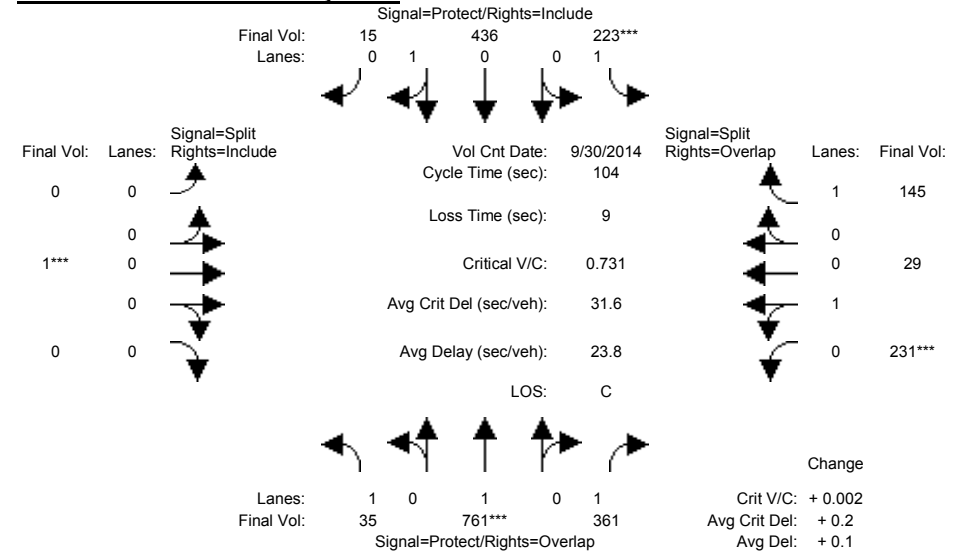 Signal=Protect/Rights=Include
Final Vol: 15 436 223***
Lanes: 0 1 0 0 1
Signal=Split Signal=Split
Final Vol: Lanes: Rights=Include Vol Cnt Date: 9/30/2014 Rights=Overlap Lanes: Final Vol:
Cycle Time (sec): 104
0 0 1 145
Loss Time (sec): 9
0 0
1*** 0 Critical V/C: 0.731 0 29
0 Avg Crit Del (sec/veh): 31.6 1
0 0 Avg Delay (sec/veh): 23.8 0 231***
LOS: C
Change
Lanes: 1 0 1 0 1 Crit V/C: + 0.002
Final Vol: 35 761*** 361 Avg Crit Del: + 0.2
Signal=Protect/Rights=Overlap Avg Del: + 0.1